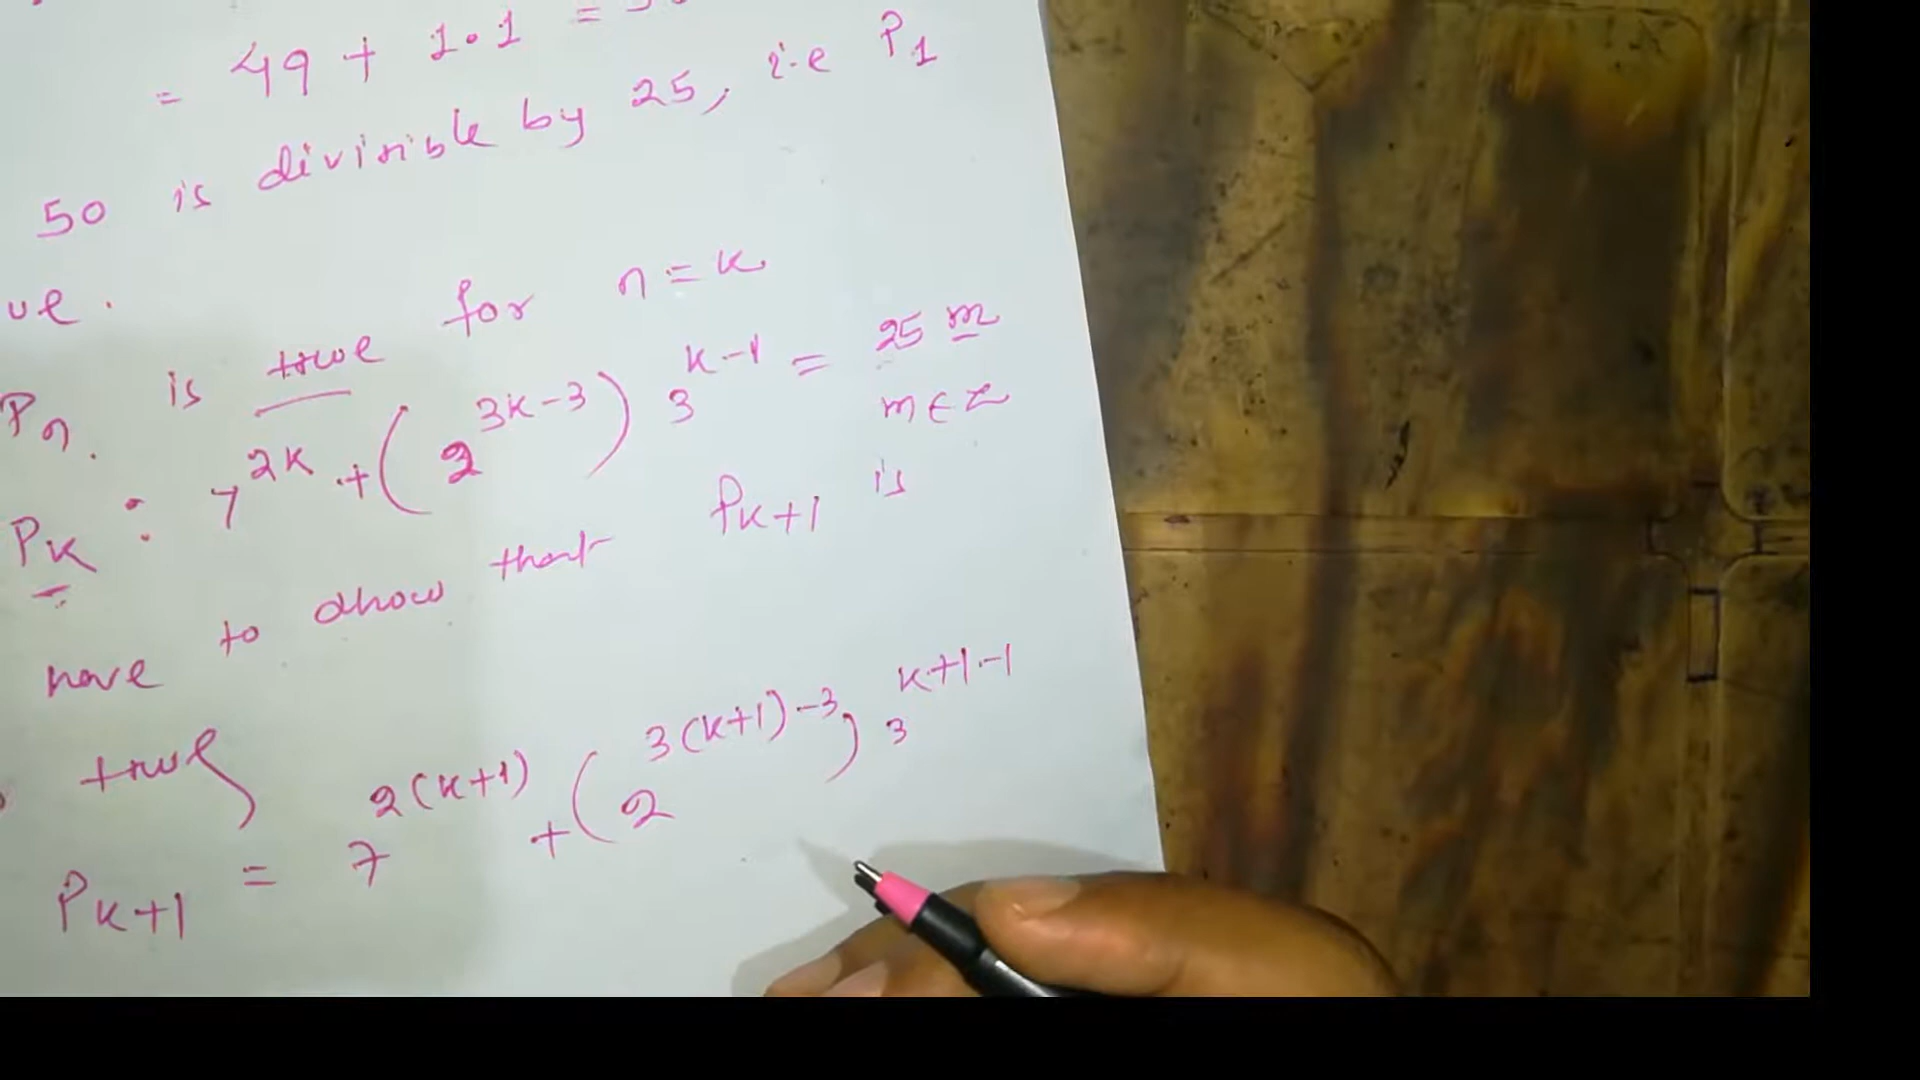 = 49 + 1.1 =
50 is divisible by 25, i.e P1
ue.
Pn is true for n = k
Pk : 7^2k + (2^3k-3) 3^k-1 = 25 m
m ∈ Z
have to show that Pk+1 is
true
Pk+1 = 7^2(k+1) + (2^3(k+1)-3) 3^k+1-1